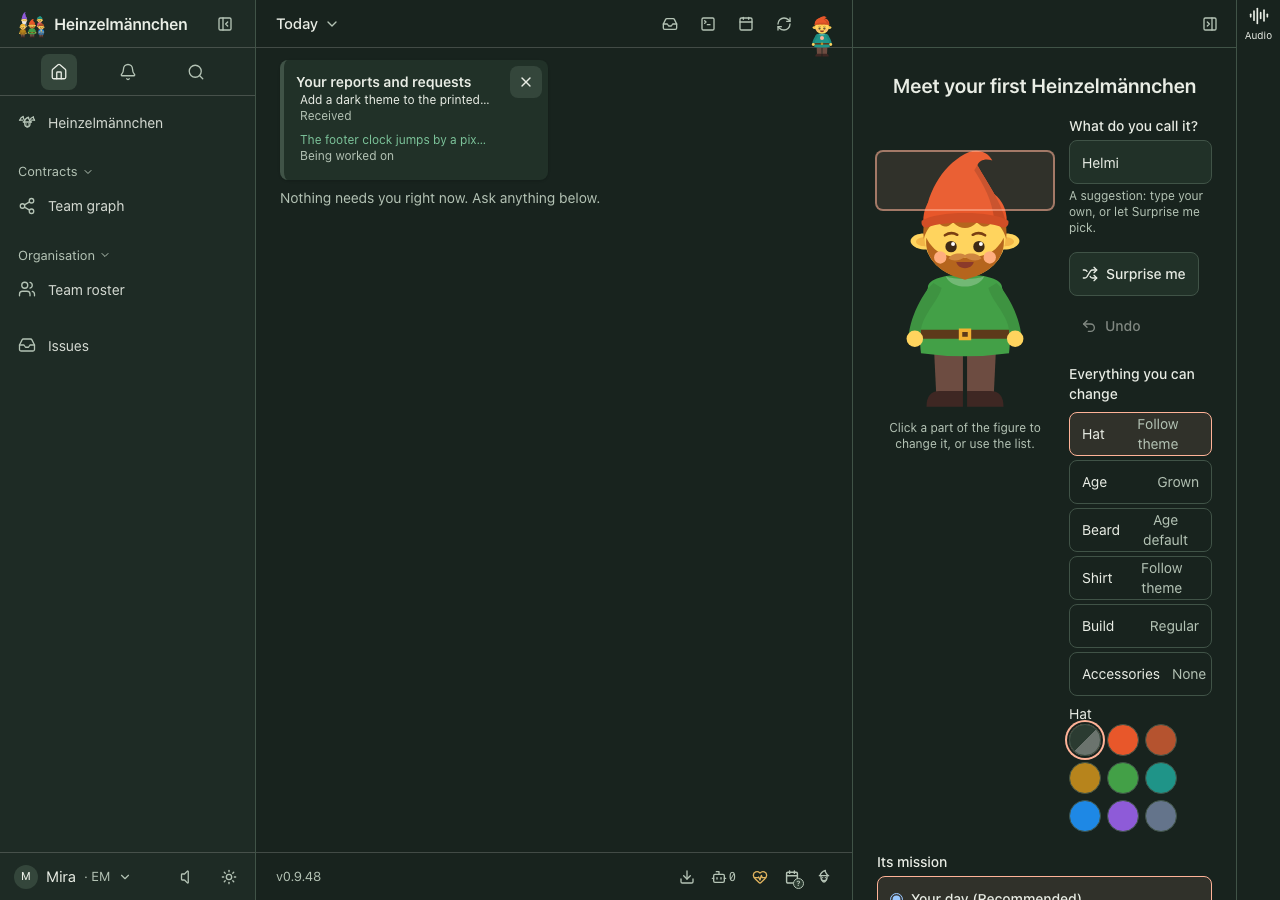 Heinzelmännchen
Heinzelmännchen
Contracts
Team graph
Organisation
Team roster
Issues
M Mira · EM
Today
Your reports and requests
Add a dark theme to the printed…
Received
The footer clock jumps by a pix…
Being worked on
Nothing needs you right now. Ask anything below.
v0.9.48
0
?
Meet your first Heinzelmännchen
Click a part of the figure to
change it, or use the list.
What do you call it?
Helmi
A suggestion: type your
own, or let Surprise me
pick.
Surprise me
Undo
Everything you can
change
Hat Follow
theme
Age Grown
Beard Age
default
Shirt Follow
theme
Build Regular
Accessories None
Hat
Its mission
Your day (Recommended)
Audio